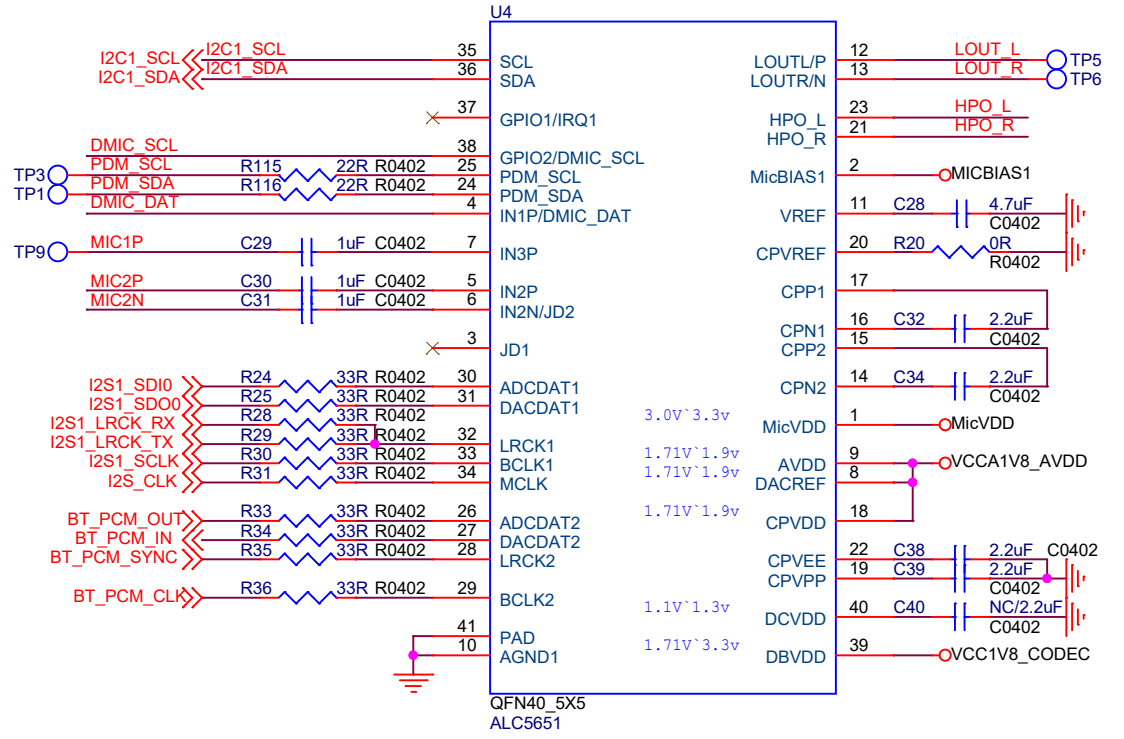 U4
I2C1_SCL I2C1_SCL 35 SCL
I2C1_SDA I2C1_SDA 36 SDA
37 GPIO1/IRQ1
DMIC_SCL 38 GPIO2/DMIC_SCL
TP3 PDM_SCL R115 22R R0402 25 PDM_SCL
TP1 PDM_SDA R116 22R R0402 24 PDM_SDA
DMIC_DAT 4 IN1P/DMIC_DAT
TP9 MIC1P C29 1uF C0402 7 IN3P
MIC2P C30 1uF C0402 5 IN2P
MIC2N C31 1uF C0402 6 IN2N/JD2
3 JD1
I2S1_SDI0 R24 33R R0402 30 ADCDAT1
I2S1_SDO0 R25 33R R0402 31 DACDAT1
I2S1_LRCK_RX R28 33R R0402
I2S1_LRCK_TX R29 33R R0402 32 LRCK1
I2S1_SCLK R30 33R R0402 33 BCLK1
I2S_CLK R31 33R R0402 34 MCLK
BT_PCM_OUT R33 33R R0402 26 ADCDAT2
BT_PCM_IN R34 33R R0402 27 DACDAT2
BT_PCM_SYNC R35 33R R0402 28 LRCK2
BT_PCM_CLK R36 33R R0402 29 BCLK2
41 PAD
10 AGND1
LOUTL/P 12 LOUT_L TP5
LOUTR/N 13 LOUT_R TP6
HPO_L 23 HPO_L
HPO_R 21 HPO_R
MicBIAS1 2 MICBIAS1
VREF 11 C28 4.7uF C0402
CPVREF 20 R20 0R R0402
CPP1 17
CPN1 16 C32 2.2uF C0402
CPP2 15
CPN2 14 C34 2.2uF C0402
3.0V`3.3v MicVDD 1 MicVDD
1.71V`1.9v AVDD 9 VCCA1V8_AVDD
1.71V`1.9v DACREF 8
1.71V`1.9v CPVDD 18
CPVEE 22 C38 2.2uF C0402
CPVPP 19 C39 2.2uF C0402
1.1V`1.3v DCVDD 40 C40 NC/2.2uF C0402
1.71V`3.3v DBVDD 39 VCC1V8_CODEC
QFN40_5X5
ALC5651